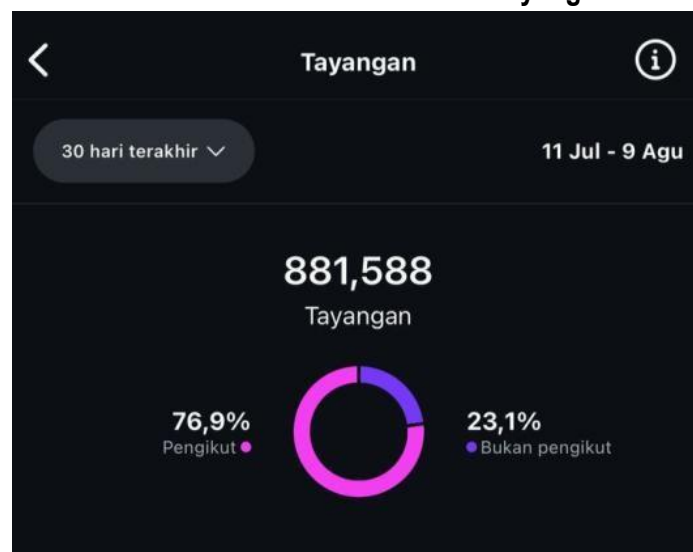 Tayangan
30 hari terakhir
11 Jul - 9 Agu
881,588
Tayangan
76,9%
Pengikut
23,1%
Bukan pengikut